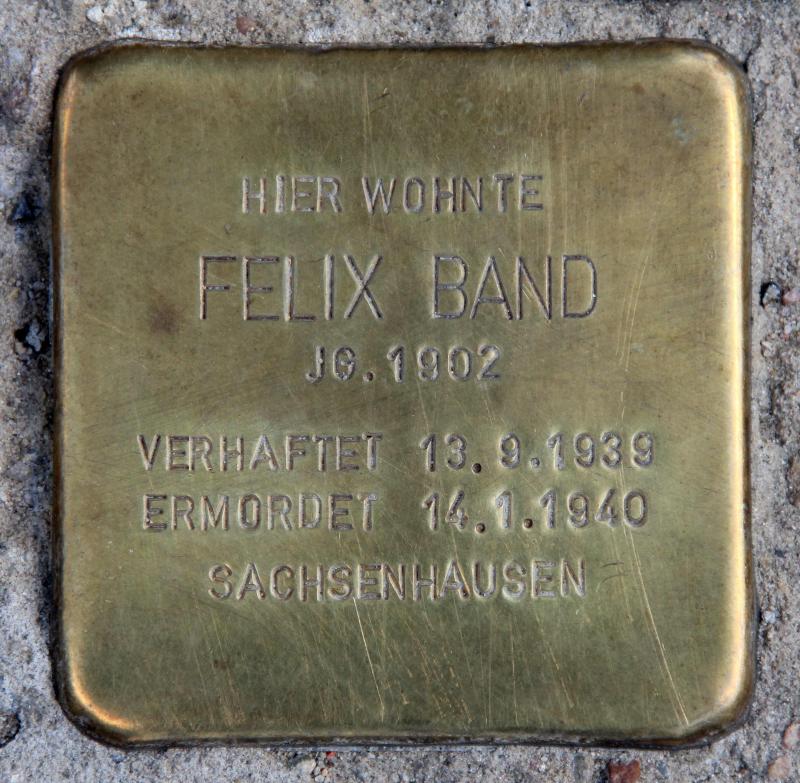 HIER WOHNTE
FELIX BAND
JG. 1902
VERHAFTET 13.9.1939
ERMORDET 14.1.1940
SACHSENHAUSEN